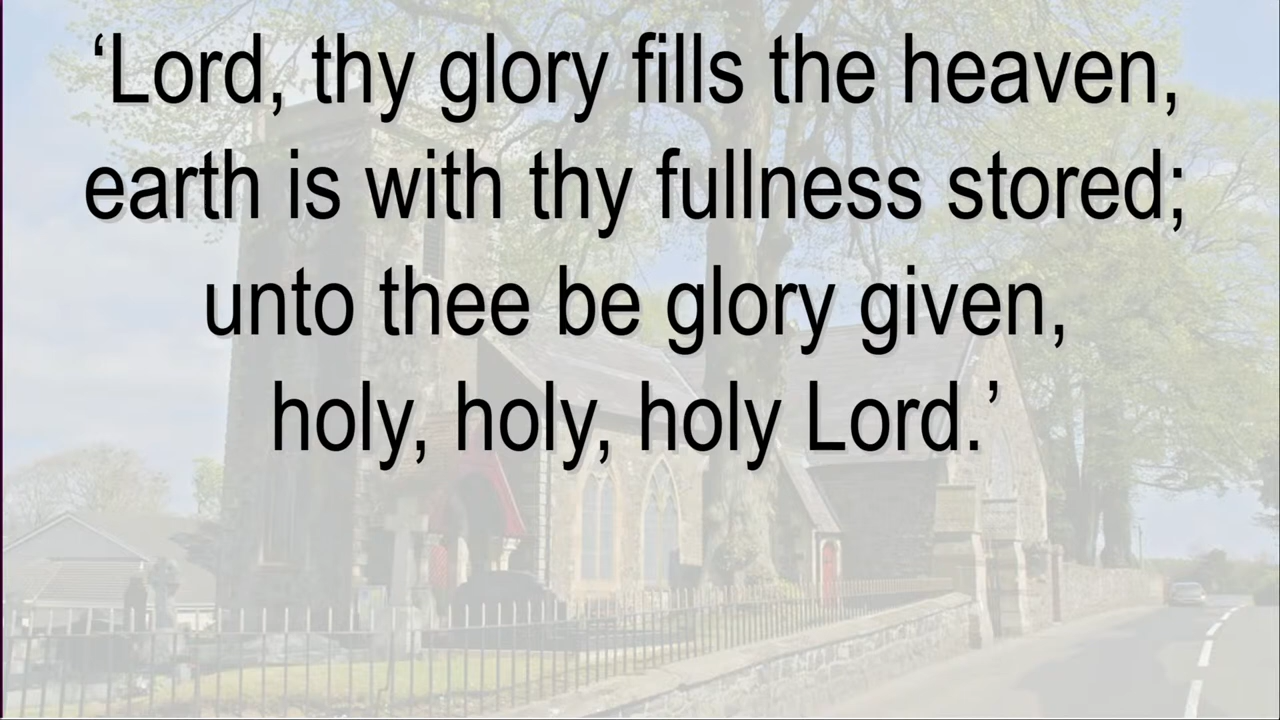 ‘Lord, thy glory fills the heaven,
earth is with thy fullness stored;
unto thee be glory given,
holy, holy, holy Lord.’